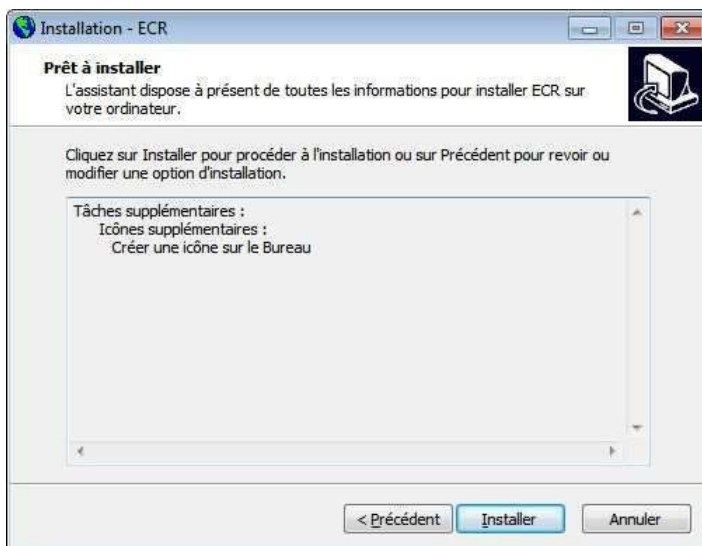 Installation - ECR
Prêt à installer
L'assistant dispose à présent de toutes les informations pour installer ECR sur
votre ordinateur.
Cliquez sur Installer pour procéder à l'installation ou sur Précédent pour revoir ou
modifier une option d'installation.
Tâches supplémentaires :
Icônes supplémentaires :
Créer une icône sur le Bureau
< Précédent Installer Annuler